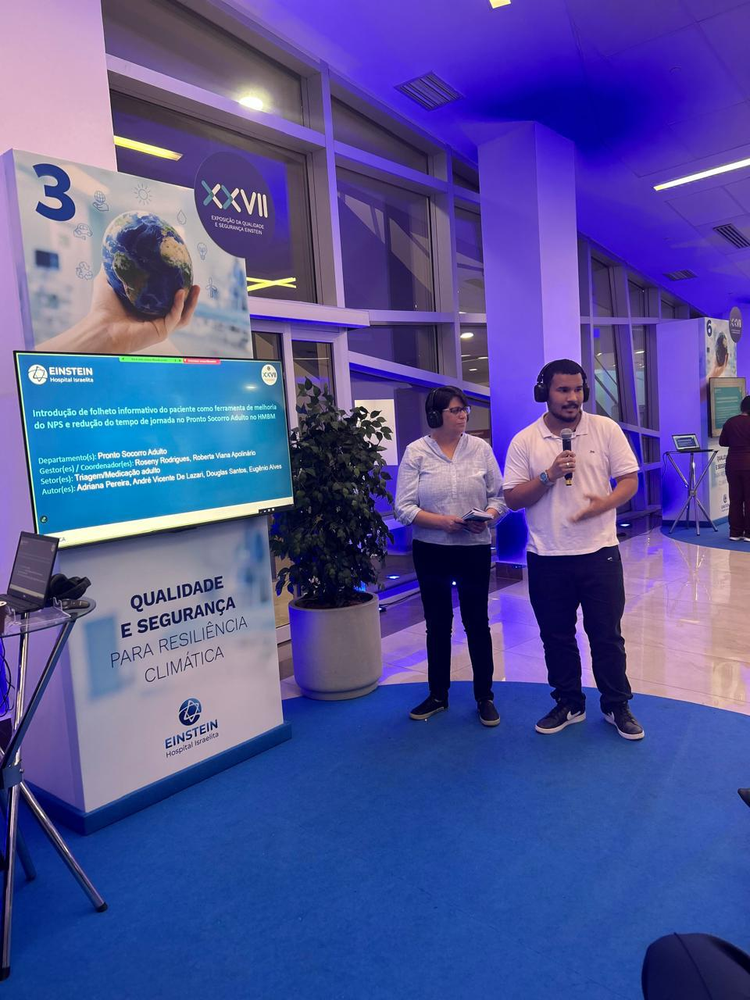 3
XXVII
EXPOSIÇÃO DA QUALIDADE
E SEGURANÇA EINSTEIN
EINSTEIN
Hospital Israelita
XXVII
Introdução de folheto informativo do paciente como ferramenta de melhoria
do NPS e redução do tempo de jornada no Pronto Socorro Adulto no HMBM
Departamento(s): Pronto Socorro Adulto
Gestor(es) / Coordenador(es): Roseny Rodrigues, Roberta Viana Apolinário
Setor(es): Triagem/Medicação adulto
Autor(es): Adriana Pereira, André Vicente De Lazari, Douglas Santos, Eugênio Alves
QUALIDADE
E SEGURANÇA
PARA RESILIÊNCIA
CLIMÁTICA
EINSTEIN
Hospital Israelita
6
XXVII